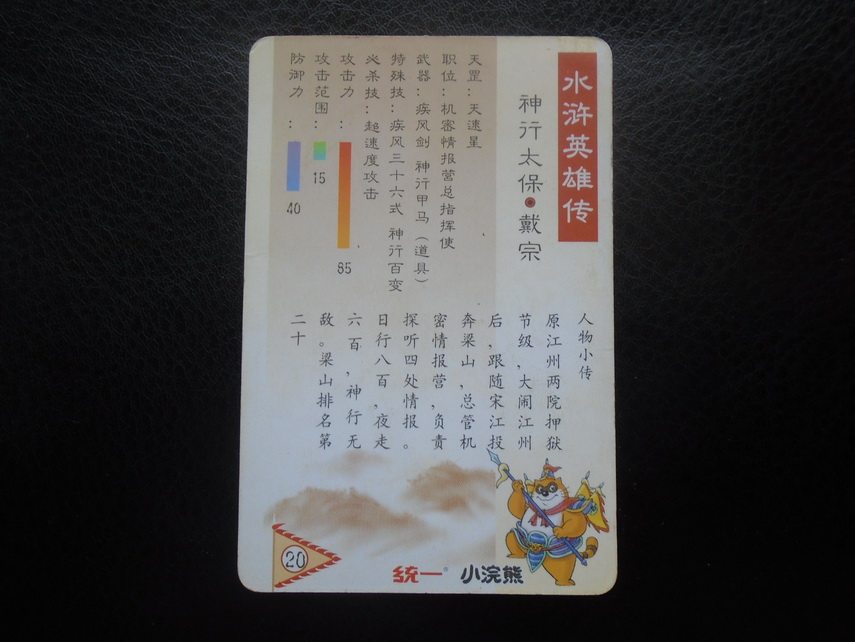 水浒英雄传
神行太保·戴宗
天罡：天速星
职位：机密情报营总指挥使
武器：疾风剑 神行甲马（道具）
特殊技：疾风三十六式 神行百变
必杀技：超速度攻击
攻击力：85
攻击范围：15
防御力：40
人物小传
原江州两院押狱
节级，大闹江州
后，跟随宋江投
奔梁山，总管机
密情报营，负责
探听四处情报。
日行八百，夜走
六百，神行无
敌。梁山排名第
二十
20
统一® 小浣熊